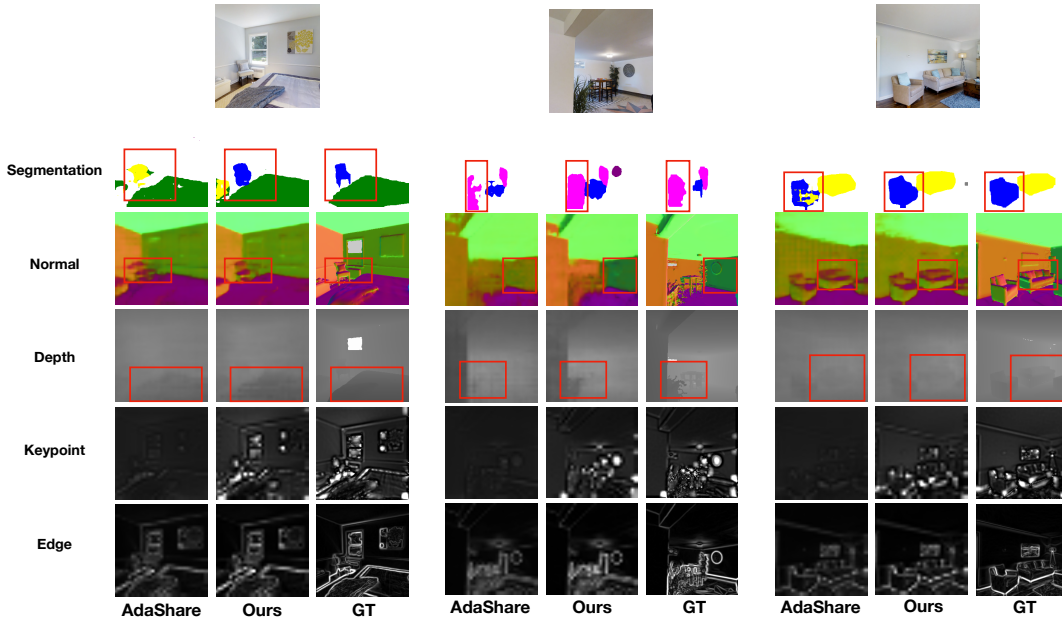 Segmentation
Normal
Depth
Keypoint
Edge
AdaShare Ours GT AdaShare Ours GT AdaShare Ours GT